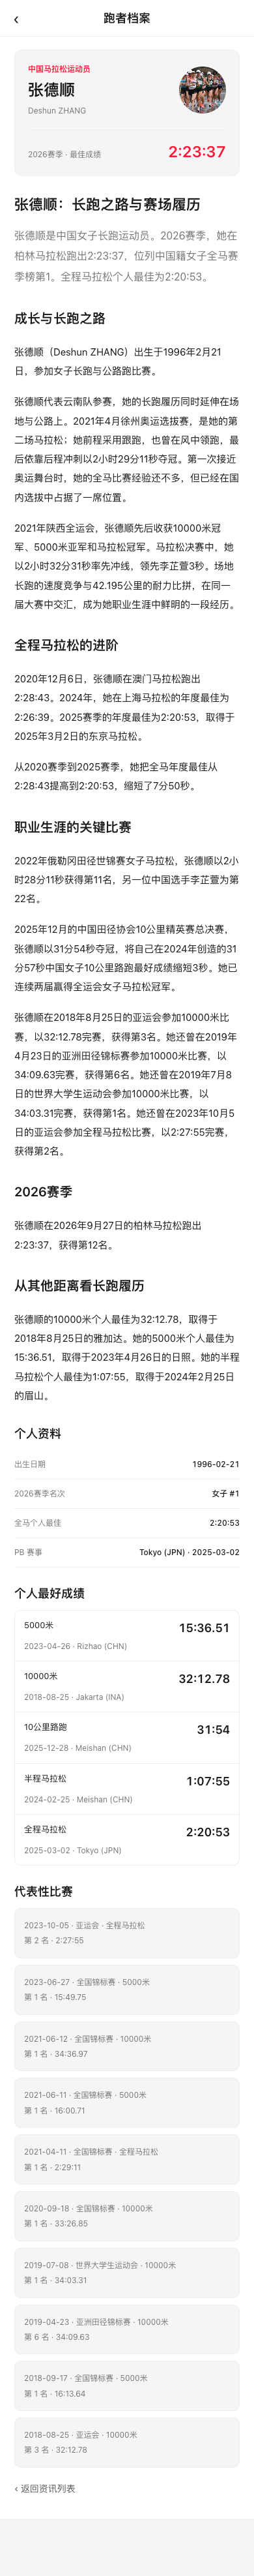 ‹
跑者档案
中国马拉松运动员
张德顺
Deshun ZHANG
2026赛季 · 最佳成绩
2:23:37
张德顺：长跑之路与赛场履历
张德顺是中国女子长跑运动员。2026赛季，她在
柏林马拉松跑出2:23:37，位列中国籍女子全马赛
季榜第1。全程马拉松个人最佳为2:20:53。
成长与长跑之路
张德顺（Deshun ZHANG）出生于1996年2月21
日，参加女子长跑与公路跑比赛。
张德顺代表云南队参赛，她的长跑履历同时延伸在场
地与公路上。2021年4月徐州奥运选拔赛，是她的第
二场马拉松；她前程采用跟跑，也曾在风中领跑，最
后依靠后程冲刺以2小时29分11秒夺冠。第一次接近
奥运舞台时，她的全马比赛经验还不多，但已经在国
内选拔中占据了一席位置。
2021年陕西全运会，张德顺先后收获10000米冠
军、5000米亚军和马拉松冠军。马拉松决赛中，她
以2小时32分31秒率先冲线，领先李芷萱3秒。场地
长跑的速度竞争与42.195公里的耐力比拼，在同一
届大赛中交汇，成为她职业生涯中鲜明的一段经历。
全程马拉松的进阶
2020年12月6日，张德顺在澳门马拉松跑出
2:28:43。2024年，她在上海马拉松的年度最佳为
2:26:39。2025赛季的年度最佳为2:20:53，取得于
2025年3月2日的东京马拉松。
从2020赛季到2025赛季，她把全马年度最佳从
2:28:43提高到2:20:53，缩短了7分50秒。
职业生涯的关键比赛
2022年俄勒冈田径世锦赛女子马拉松，张德顺以2小
时28分11秒获得第11名，另一位中国选手李芷萱为第
22名。
2025年12月的中国田径协会10公里精英赛总决赛，
张德顺以31分54秒夺冠，将自己在2024年创造的31
分57秒中国女子10公里路跑最好成绩缩短3秒。她已
连续两届赢得全运会女子马拉松冠军。
张德顺在2018年8月25日的亚运会参加10000米比
赛，以32:12.78完赛，获得第3名。她还曾在2019年
4月23日的亚洲田径锦标赛参加10000米比赛，以
34:09.63完赛，获得第6名。她还曾在2019年7月8
日的世界大学生运动会参加10000米比赛，以
34:03.31完赛，获得第1名。她还曾在2023年10月5
日的亚运会参加全程马拉松比赛，以2:27:55完赛，
获得第2名。
2026赛季
张德顺在2026年9月27日的柏林马拉松跑出
2:23:37，获得第12名。
从其他距离看长跑履历
张德顺的10000米个人最佳为32:12.78，取得于
2018年8月25日的雅加达。她的5000米个人最佳为
15:36.51，取得于2023年4月26日的日照。她的半程
马拉松个人最佳为1:07:55，取得于2024年2月25日
的眉山。
个人资料
出生日期
1996-02-21
2026赛季名次
女子 #1
全马个人最佳
2:20:53
PB 赛事
Tokyo (JPN) · 2025-03-02
个人最好成绩
5000米
15:36.51
2023-04-26 · Rizhao (CHN)
10000米
32:12.78
2018-08-25 · Jakarta (INA)
10公里路跑
31:54
2025-12-28 · Meishan (CHN)
半程马拉松
1:07:55
2024-02-25 · Meishan (CHN)
全程马拉松
2:20:53
2025-03-02 · Tokyo (JPN)
代表性比赛
2023-10-05 · 亚运会 · 全程马拉松
第 2 名 · 2:27:55
2023-06-27 · 全国锦标赛 · 5000米
第 1 名 · 15:49.75
2021-06-12 · 全国锦标赛 · 10000米
第 1 名 · 34:36.97
2021-06-11 · 全国锦标赛 · 5000米
第 1 名 · 16:00.71
2021-04-11 · 全国锦标赛 · 全程马拉松
第 1 名 · 2:29:11
2020-09-18 · 全国锦标赛 · 10000米
第 1 名 · 33:26.85
2019-07-08 · 世界大学生运动会 · 10000米
第 1 名 · 34:03.31
2019-04-23 · 亚洲田径锦标赛 · 10000米
第 6 名 · 34:09.63
2018-09-17 · 全国锦标赛 · 5000米
第 1 名 · 16:13.64
2018-08-25 · 亚运会 · 10000米
第 3 名 · 32:12.78
‹ 返回资讯列表